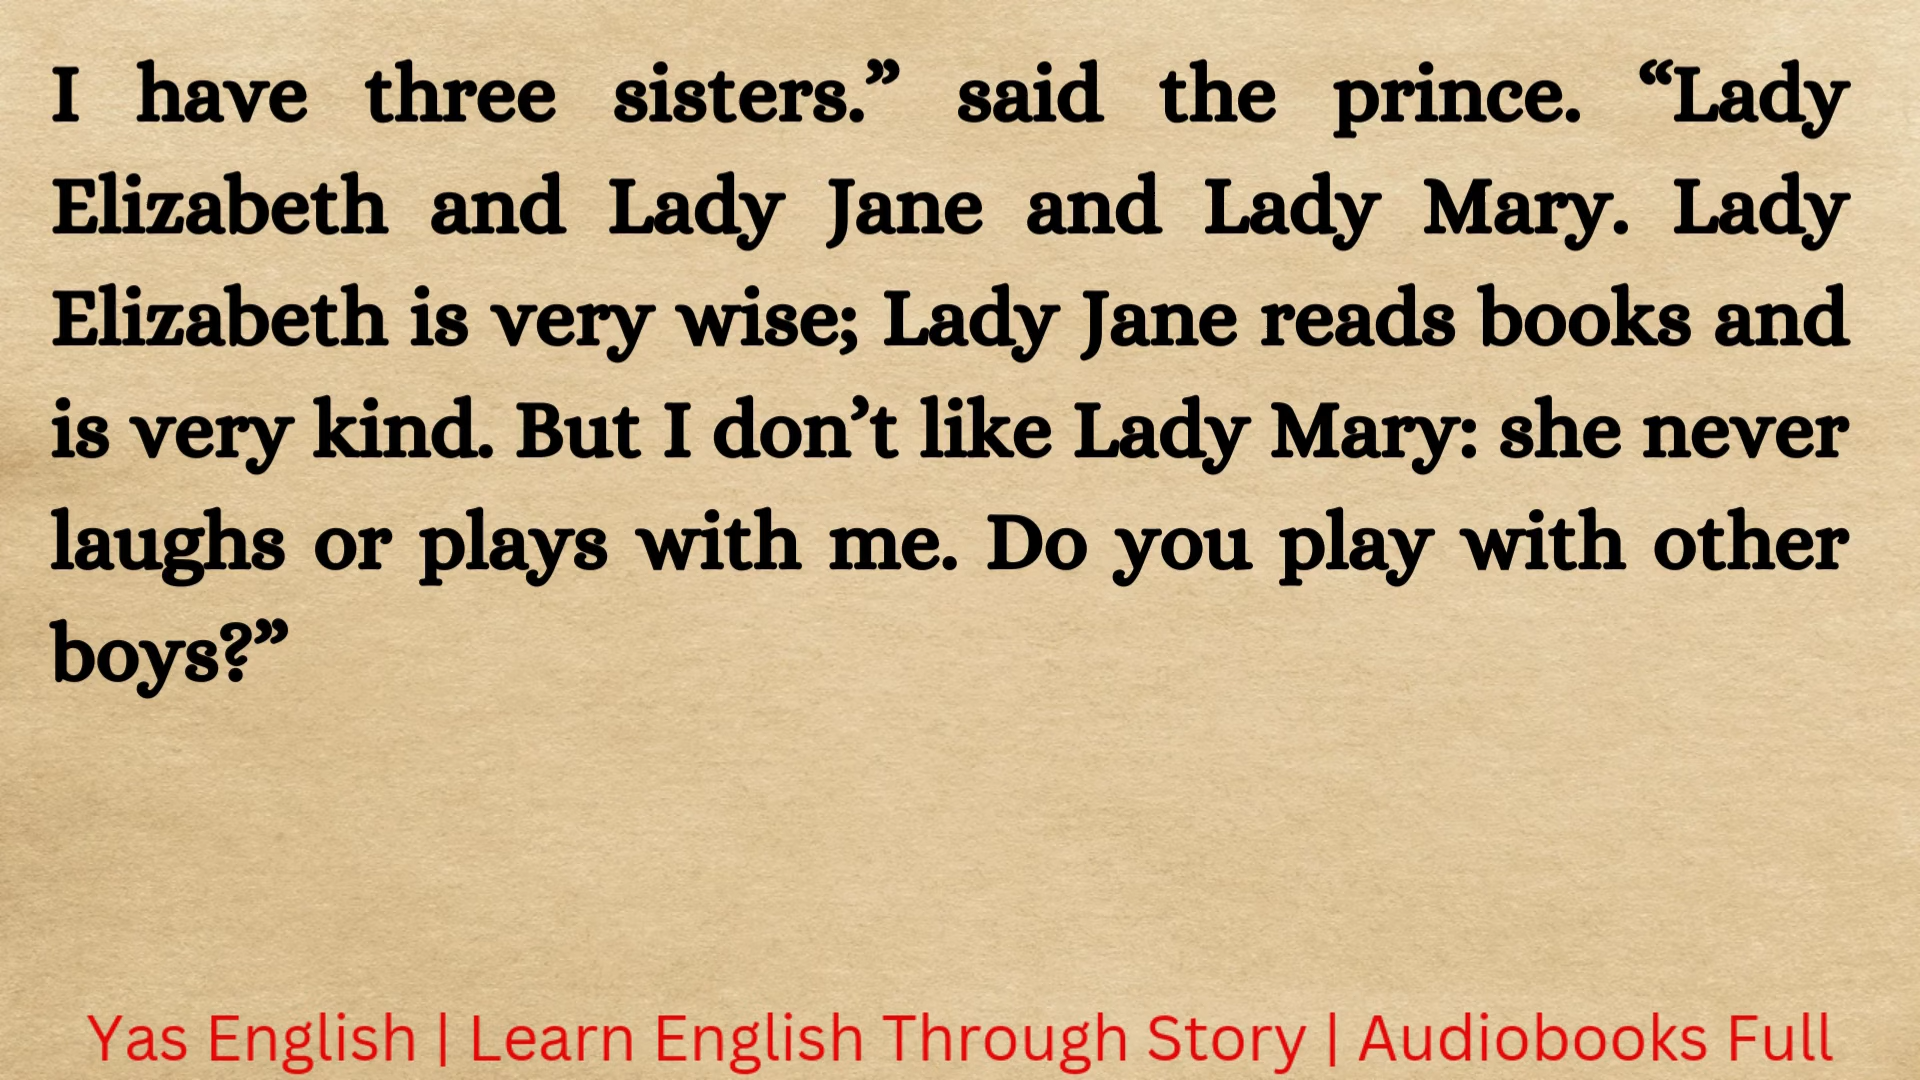 I have three sisters.” said the prince. “Lady
Elizabeth and Lady Jane and Lady Mary. Lady
Elizabeth is very wise; Lady Jane reads books and
is very kind. But I don’t like Lady Mary: she never
laughs or plays with me. Do you play with other
boys?”
Yas English | Learn English Through Story | Audiobooks Full